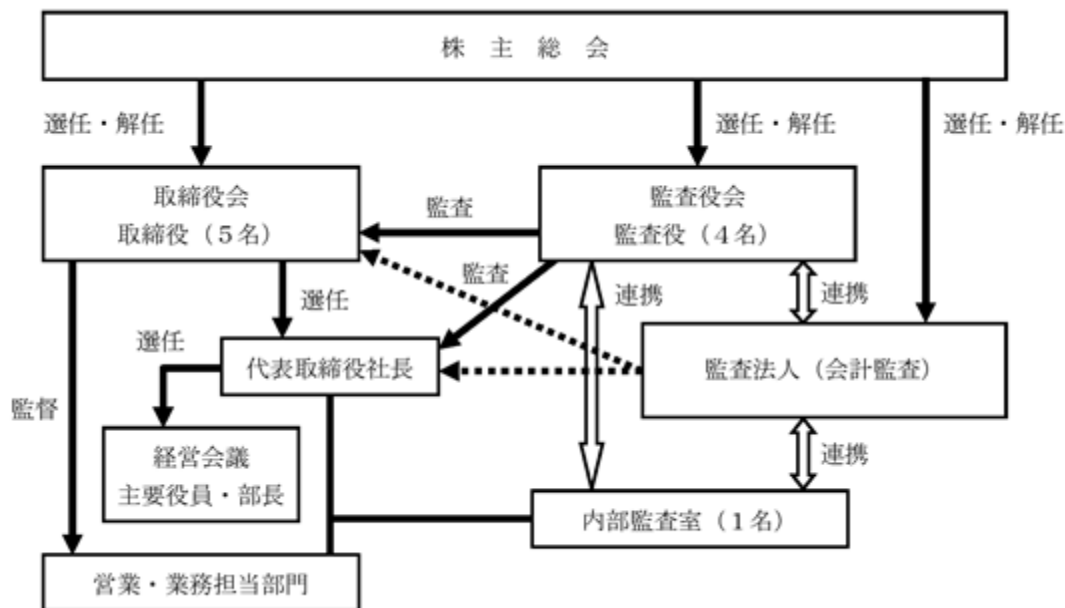 株主総会
選任・解任
選任・解任
選任・解任
取締役会
取締役(5名)
監査
監査役会
監査役(4名)
監査
選任
連携
連携
選任
代表取締役社長
監査法人(会計監査)
監督
経営会議
主要役員・部長
連携
内部監査室(1名)
営業・業務担当部門